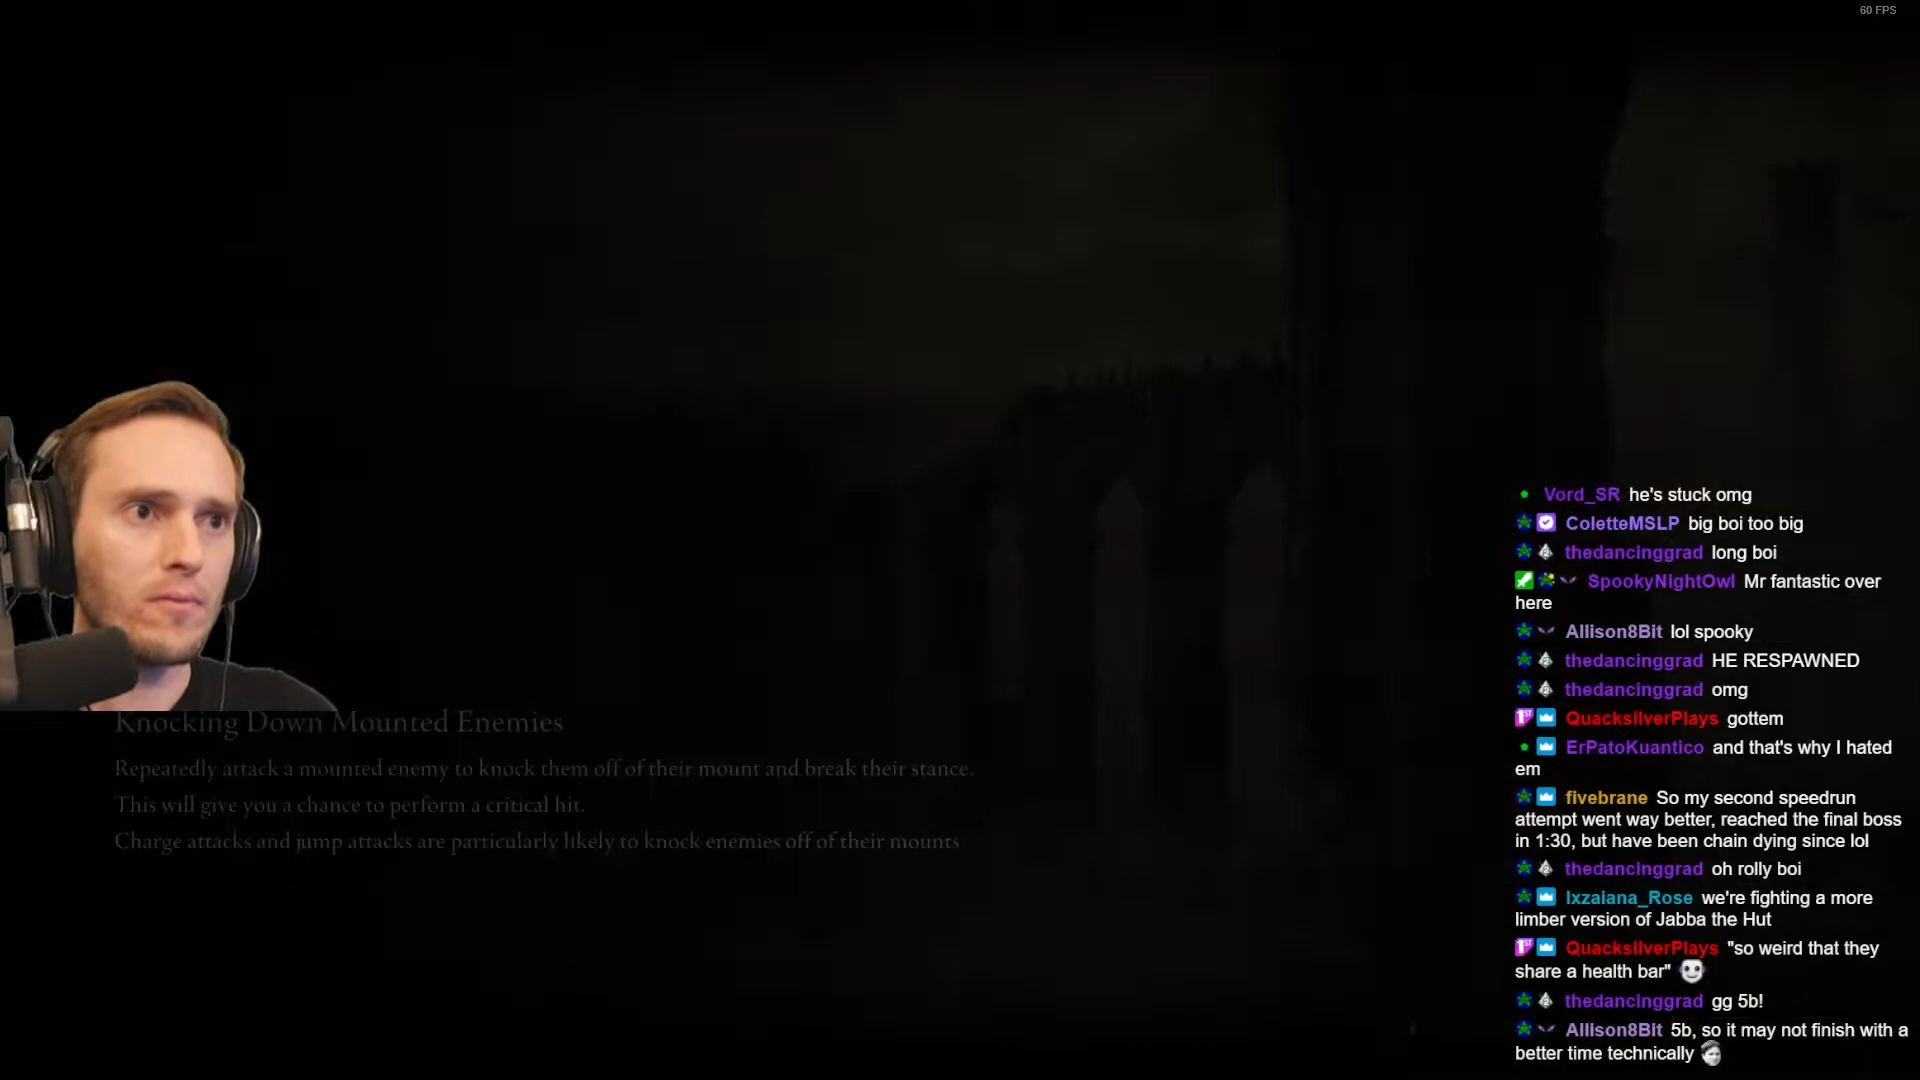 60 FPS
Vord_SR he's stuck omg
ColetteMSLP big boi too big
thedancinggrad long boi
SpookyNightOwl Mr fantastic over
here
Allison8Bit lol spooky
thedancinggrad HE RESPAWNED
thedancinggrad omg
1ST QuacksilverPlays gottem
ErPatoKuantico and that's why I hated
em
fivebrane So my second speedrun
attempt went way better, reached the final boss
in 1:30, but have been chain dying since lol
thedancinggrad oh rolly boi
Ixzaiana_Rose we're fighting a more
limber version of Jabba the Hut
1ST QuacksilverPlays "so weird that they
share a health bar"
thedancinggrad gg 5b!
Allison8Bit 5b, so it may not finish with a
better time technically
Knocking Down Mounted Enemies
Repeatedly attack a mounted enemy to knock them off of their mount and break their stance.
This will give you a chance to perform a critical hit.
Charge attacks and jump attacks are particularly likely to knock enemies off of their mounts